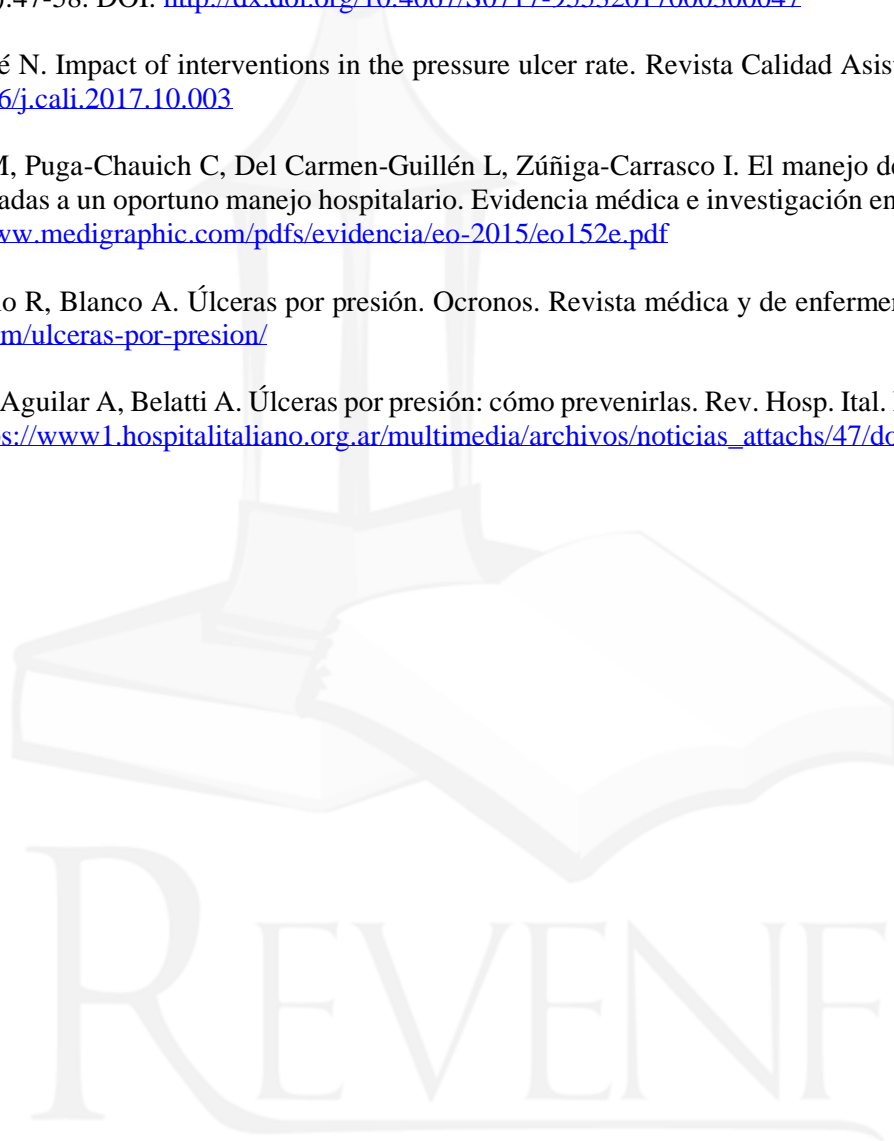 :47-58. DOI: http://dx.doi.org/10.4067/S0717-95532017000300047
é N. Impact of interventions in the pressure ulcer rate. Revista Calidad Asis
6/j.cali.2017.10.003
M, Puga-Chauich C, Del Carmen-Guillén L, Zúñiga-Carrasco I. El manejo de
adas a un oportuno manejo hospitalario. Evidencia médica e investigación en
ww.medigraphic.com/pdfs/evidencia/eo-2015/eo152e.pdf
o R, Blanco A. Úlceras por presión. Ocronos. Revista médica y de enfermer
m/ulceras-por-presion/
Aguilar A, Belatti A. Úlceras por presión: cómo prevenirlas. Rev. Hosp. Ital.
s://www1.hospitalitaliano.org.ar/multimedia/archivos/noticias_attachs/47/do
REVENF